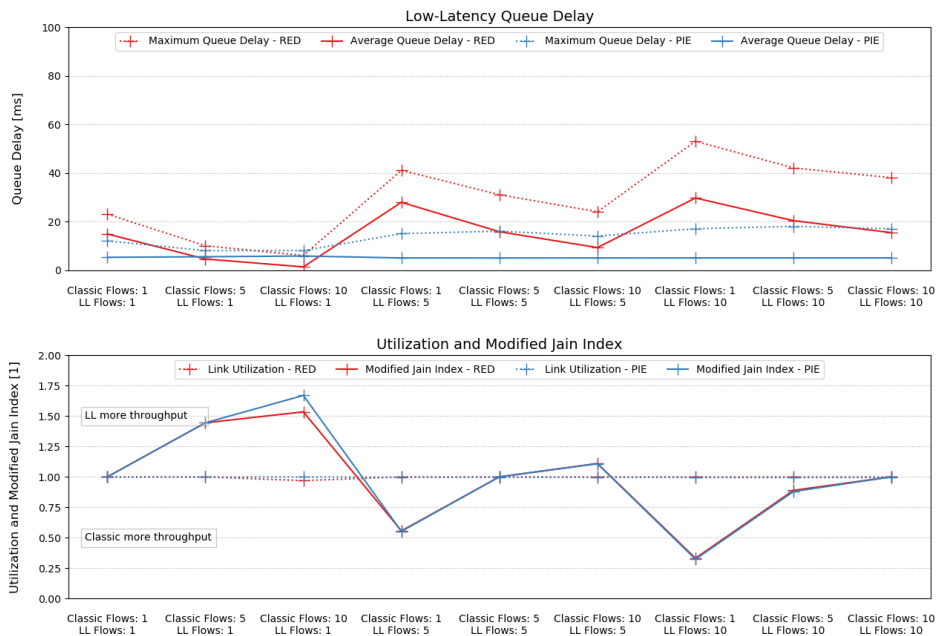 Low-Latency Queue Delay
100
80
60
40
20
0
Queue Delay [ms]
Maximum Queue Delay - RED
Average Queue Delay - RED
Maximum Queue Delay - PIE
Average Queue Delay - PIE
Classic Flows: 1
LL Flows: 1
Classic Flows: 5
LL Flows: 1
Classic Flows: 10
LL Flows: 1
Classic Flows: 1
LL Flows: 5
Classic Flows: 5
LL Flows: 5
Classic Flows: 10
LL Flows: 5
Classic Flows: 1
LL Flows: 10
Classic Flows: 5
LL Flows: 10
Classic Flows: 10
LL Flows: 10
Utilization and Modified Jain Index
2.00
1.75
1.50
1.25
1.00
0.75
0.50
0.25
0.00
Utilization and Modified Jain Index [1]
Link Utilization - RED
Modified Jain Index - RED
Link Utilization - PIE
Modified Jain Index - PIE
LL more throughput
Classic more throughput
Classic Flows: 1
LL Flows: 1
Classic Flows: 5
LL Flows: 1
Classic Flows: 10
LL Flows: 1
Classic Flows: 1
LL Flows: 5
Classic Flows: 5
LL Flows: 5
Classic Flows: 10
LL Flows: 5
Classic Flows: 1
LL Flows: 10
Classic Flows: 5
LL Flows: 10
Classic Flows: 10
LL Flows: 10